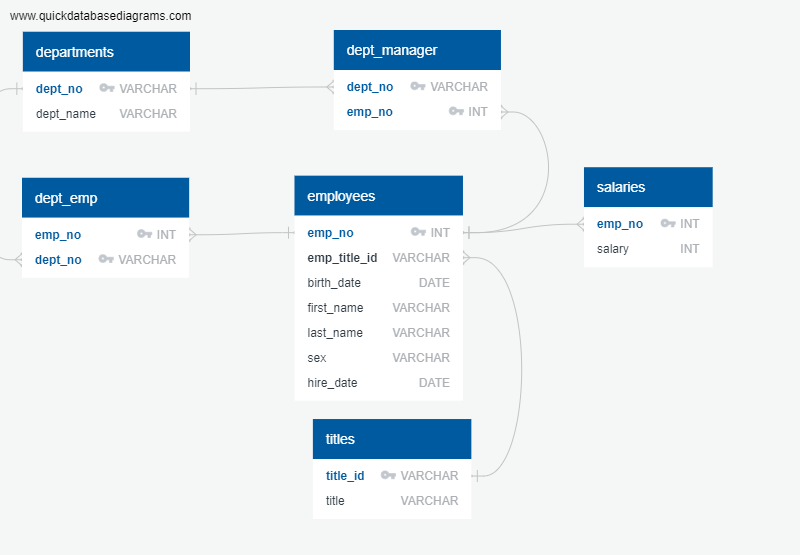 www.quickdatabasediagrams.com
departments
dept_no VARCHAR
dept_name VARCHAR
dept_manager
dept_no VARCHAR
emp_no INT
dept_emp
emp_no INT
dept_no VARCHAR
employees
emp_no INT
emp_title_id VARCHAR
birth_date DATE
first_name VARCHAR
last_name VARCHAR
sex VARCHAR
hire_date DATE
salaries
emp_no INT
salary INT
titles
title_id VARCHAR
title VARCHAR